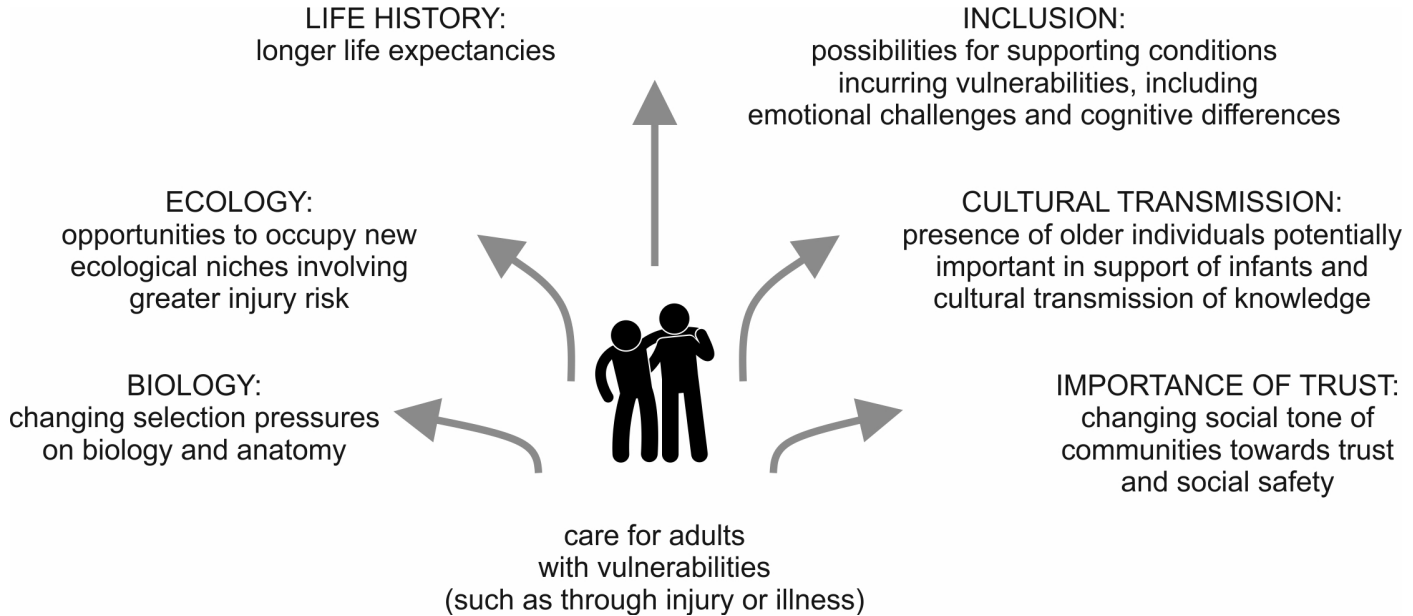 LIFE HISTORY:
longer life expectancies
INCLUSION:
possibilities for supporting conditions
incurring vulnerabilities, including
emotional challenges and cognitive differences
ECOLOGY:
opportunities to occupy new
ecological niches involving
greater injury risk
CULTURAL TRANSMISSION:
presence of older individuals potentially
important in support of infants and
cultural transmission of knowledge
BIOLOGY:
changing selection pressures
on biology and anatomy
IMPORTANCE OF TRUST:
changing social tone of
communities towards trust
and social safety
care for adults
with vulnerabilities
(such as through injury or illness)